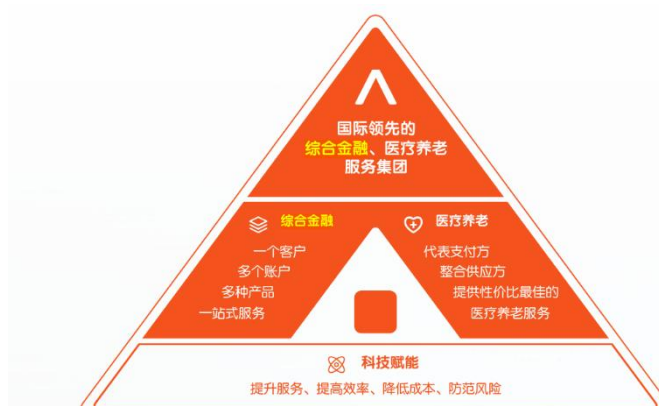 国际领先的
综合金融、医疗养老
服务集团
综合金融
一个客户
多个账户
多种产品
一站式服务
医疗养老
代表支付方
整合供应方
提供性价比最佳的
医疗养老服务
科技赋能
提升服务、提高效率、降低成本、防范风险